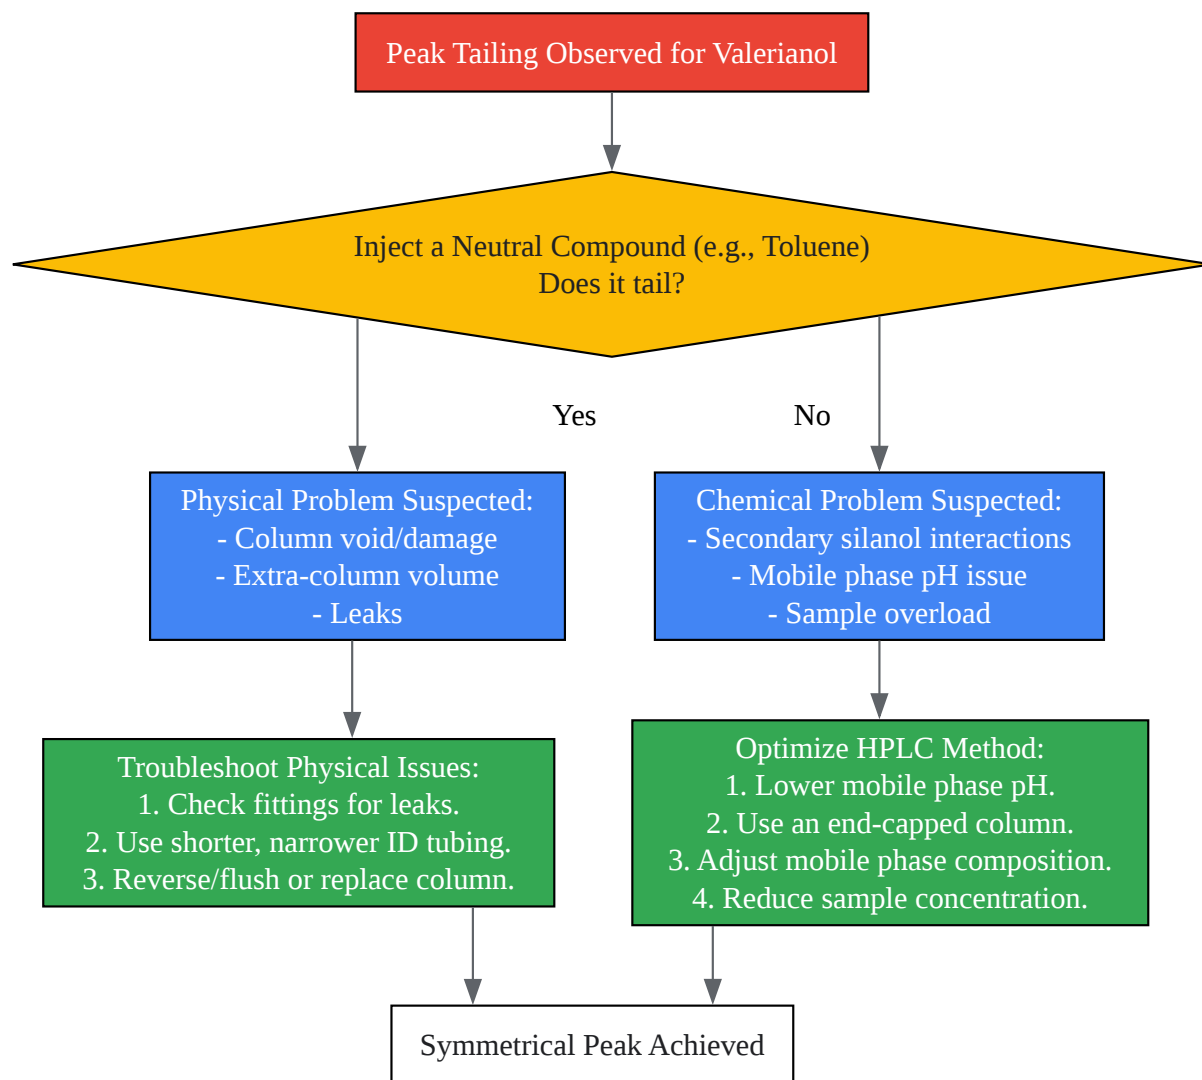 Peak Tailing Observed for Valerianol
Inject a Neutral Compound (e.g., Toluene)
Does it tail?
Yes
No
Physical Problem Suspected:
- Column void/damage
- Extra-column volume
- Leaks
Chemical Problem Suspected:
- Secondary silanol interactions
- Mobile phase pH issue
- Sample overload
Troubleshoot Physical Issues:
1. Check fittings for leaks.
2. Use shorter, narrower ID tubing.
3. Reverse/flush or replace column.
Optimize HPLC Method:
1. Lower mobile phase pH.
2. Use an end-capped column.
3. Adjust mobile phase composition.
4. Reduce sample concentration.
Symmetrical Peak Achieved